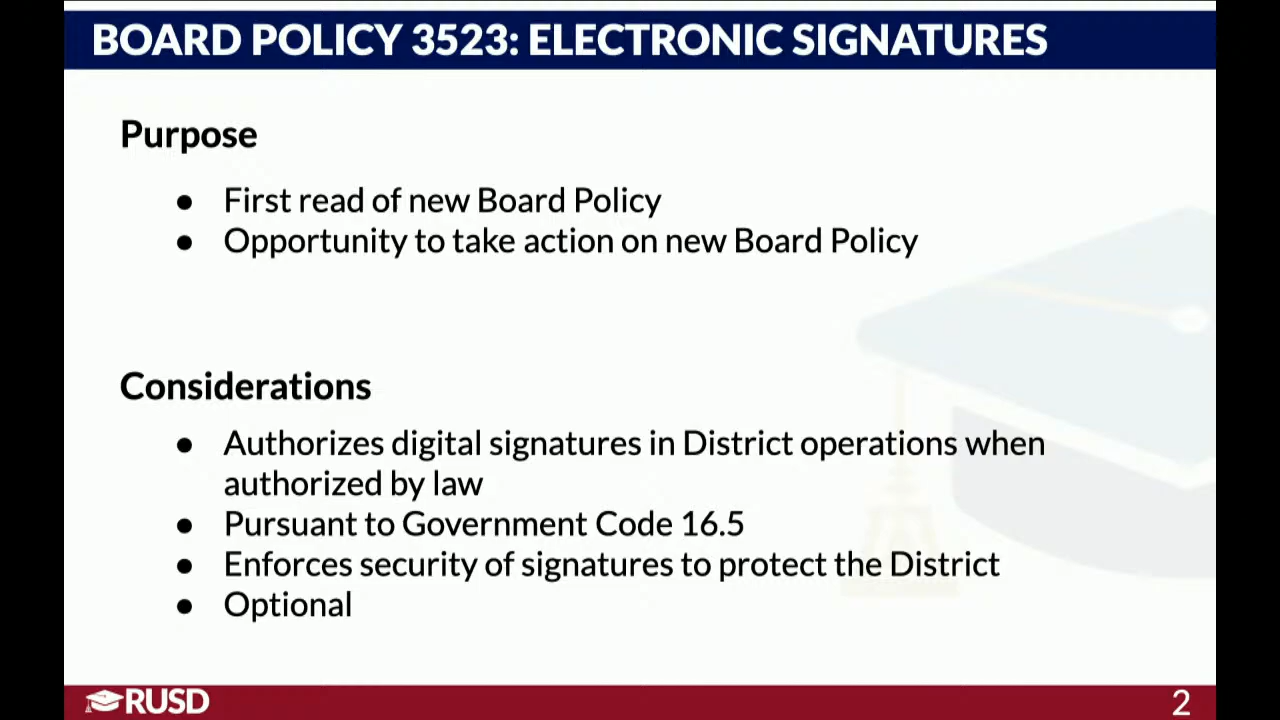 BOARD POLICY 3523: ELECTRONIC SIGNATURES
Purpose
● First read of new Board Policy
● Opportunity to take action on new Board Policy
Considerations
● Authorizes digital signatures in District operations when
authorized by law
● Pursuant to Government Code 16.5
● Enforces security of signatures to protect the District
● Optional
RUSD
2